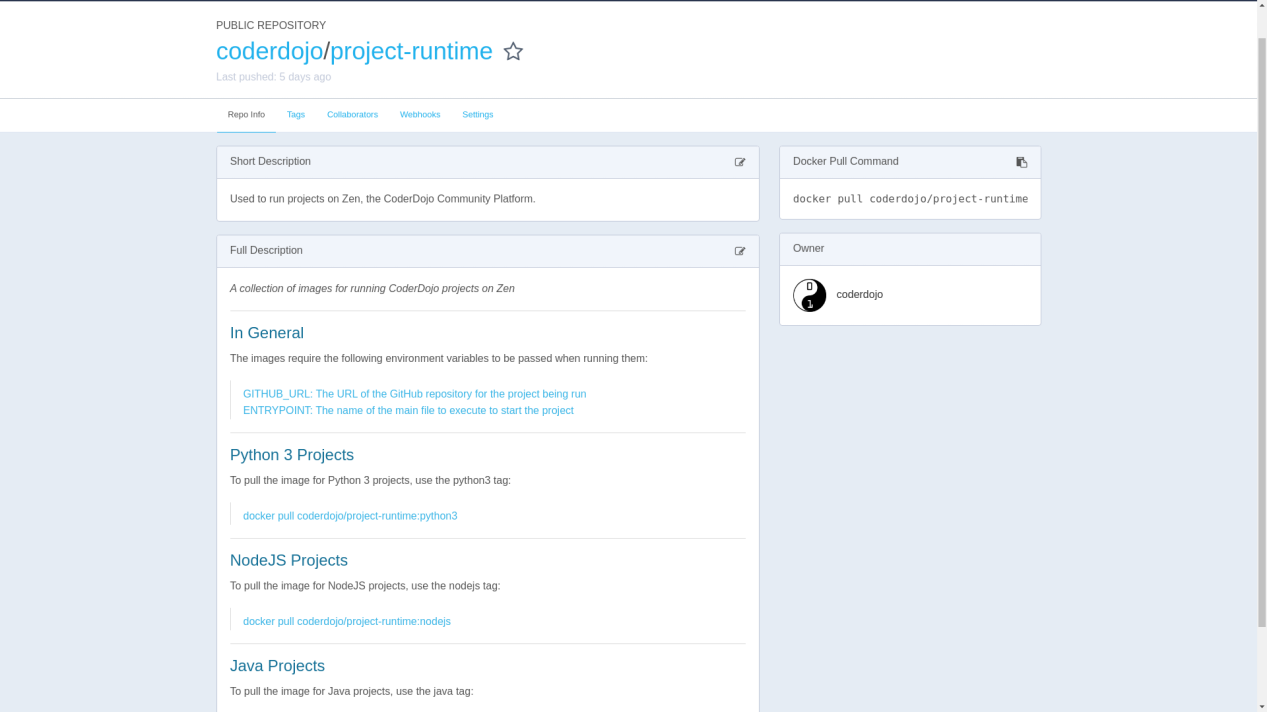 PUBLIC REPOSITORY
coderdojo/project-runtime
Last pushed: 5 days ago
Repo Info
Tags
Collaborators
Webhooks
Settings
Short Description
Used to run projects on Zen, the CoderDojo Community Platform.
Docker Pull Command
docker pull coderdojo/project-runtime
Full Description
A collection of images for running CoderDojo projects on Zen
Owner
0
1
coderdojo
In General
The images require the following environment variables to be passed when running them:
GITHUB_URL: The URL of the GitHub repository for the project being run
ENTRYPOINT: The name of the main file to execute to start the project
Python 3 Projects
To pull the image for Python 3 projects, use the python3 tag:
docker pull coderdojo/project-runtime:python3
NodeJS Projects
To pull the image for NodeJS projects, use the nodejs tag:
docker pull coderdojo/project-runtime:nodejs
Java Projects
To pull the image for Java projects, use the java tag: